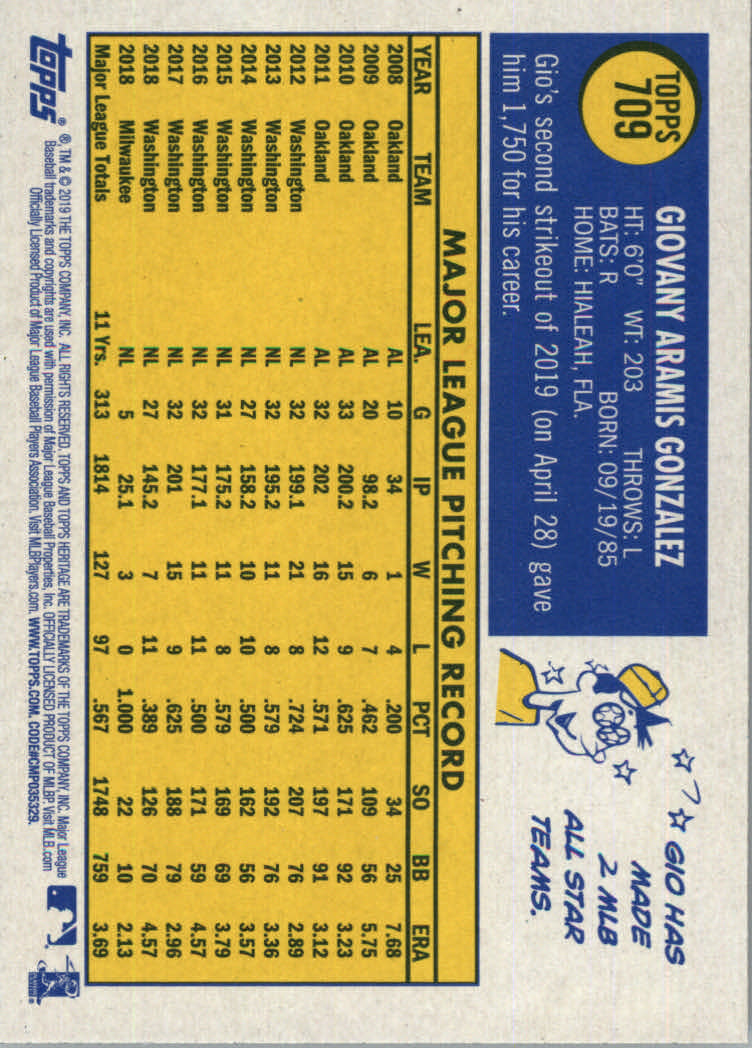 TOPPS
709
GIOVANY ARAMIS GONZALEZ
HT: 6'0" WT: 203 THROWS: L
BATS: R BORN: 09/19/85
HOME: HIALEAH, FLA.
Gio's second strikeout of 2019 (on April 28) gave
him 1,750 for his career.
GIO HAS
MADE
2 MLB
ALL STAR
TEAMS.
MAJOR LEAGUE PITCHING RECORD
YEAR TEAM LEA. G IP W L PCT SO BB ERA
2008 Oakland AL 10 34 1 4 .200 34 25 7.68
2009 Oakland AL 20 98.2 6 7 .462 109 56 5.75
2010 Oakland AL 33 200.2 15 9 .625 171 92 3.23
2011 Oakland AL 32 202 16 12 .571 197 91 3.12
2012 Washington NL 32 199.1 21 8 .724 207 76 2.89
2013 Washington NL 32 195.2 11 8 .579 192 76 3.36
2014 Washington NL 27 158.2 10 10 .500 162 56 3.57
2015 Washington NL 31 175.2 11 8 .579 169 69 3.79
2016 Washington NL 32 177.1 11 11 .500 171 59 4.57
2017 Washington NL 32 201 15 9 .625 188 79 2.96
2018 Washington NL 27 145.2 7 11 .389 126 70 4.57
2018 Milwaukee NL 5 25.1 3 0 1.000 22 10 2.13
Major League Totals 11 Yrs. 313 1814 127 97 .567 1748 759 3.69
topps®
®, TM & © 2019 THE TOPPS COMPANY, INC. ALL RIGHTS RESERVED. TOPPS AND TOPPS HERITAGE ARE TRADEMARKS OF THE TOPPS COMPANY, INC. Major League
Baseball trademarks and copyrights are used with permission of Major League Baseball Properties, Inc. OFFICIALLY LICENSED PRODUCT OF MLBP. Visit MLB.com
Officially Licensed Product of Major League Baseball Players Association. Visit MLBPlayers.com. WWW.TOPPS.COM. CODE#CMP035329.